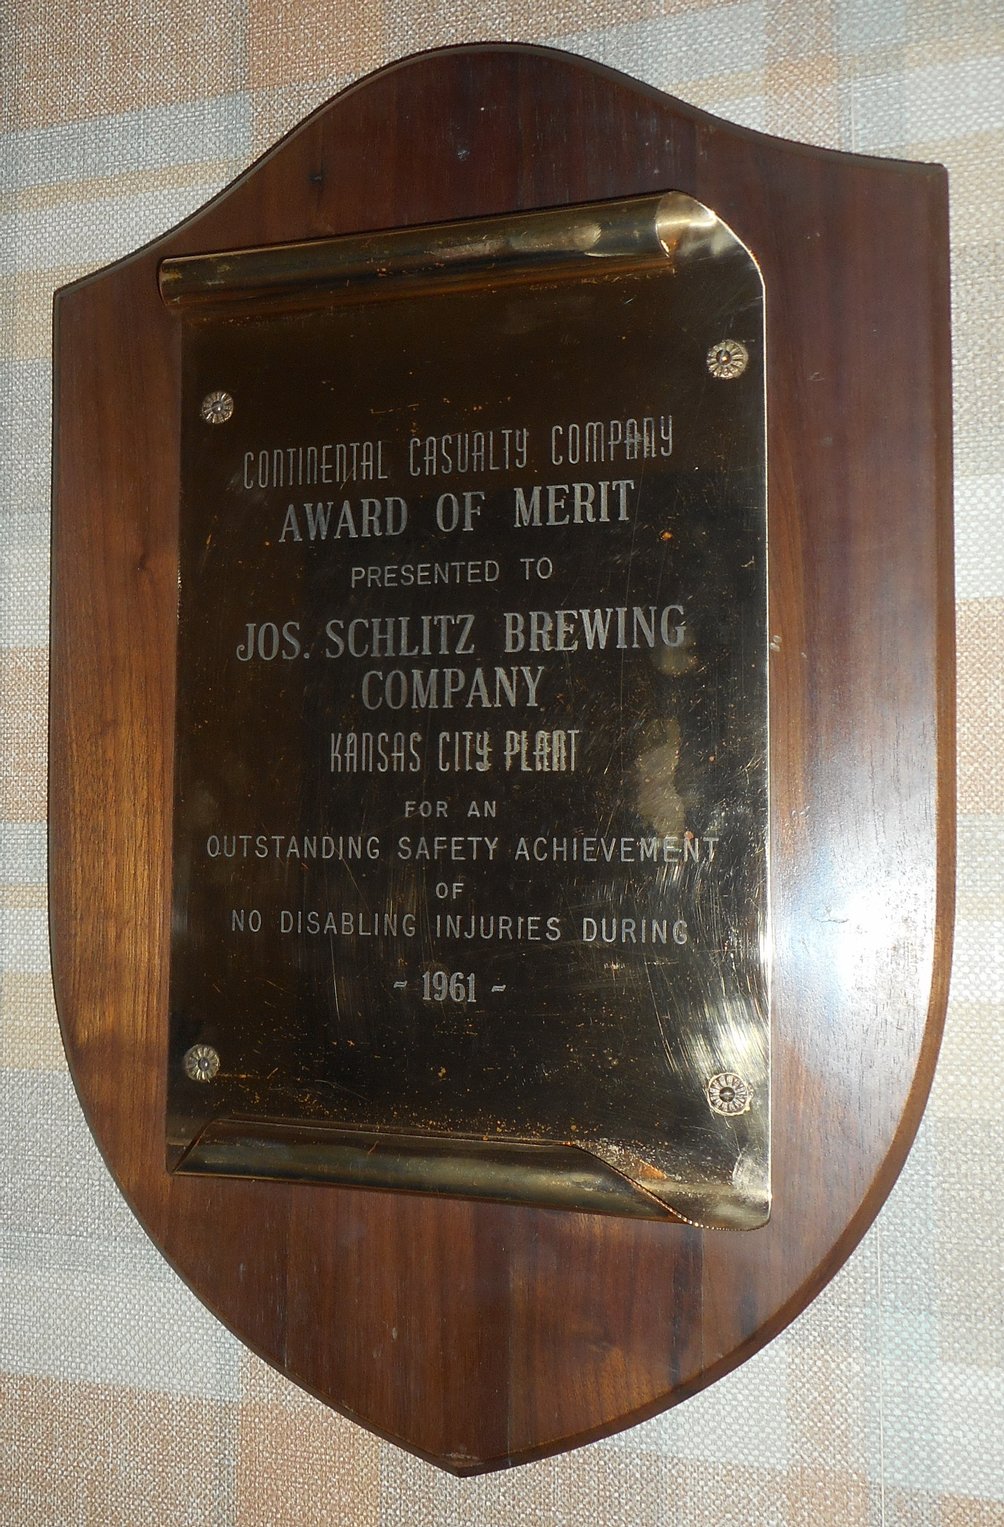 CONTINENTAL CASUALTY COMPANY
AWARD OF MERIT
PRESENTED TO
JOS. SCHLITZ BREWING
COMPANY
KANSAS CITY PLANT
FOR AN
OUTSTANDING SAFETY ACHIEVEMENT
OF
NO DISABLING INJURIES DURING
- 1961 -